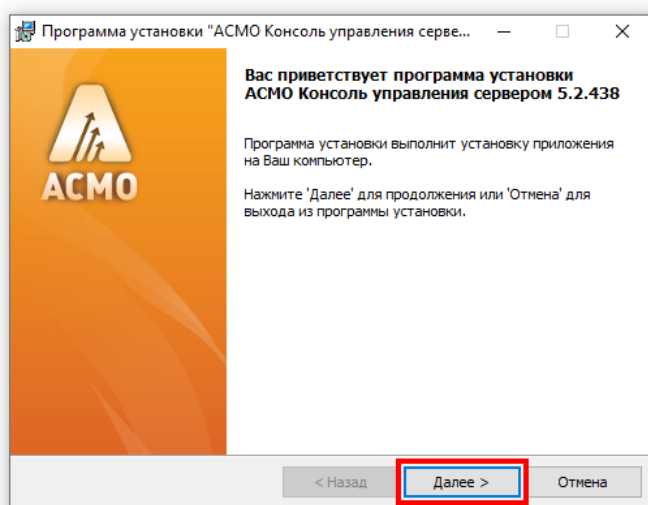 Программа установки "АСМО Консоль управления серве...
Вас приветствует программа установки
АСМО Консоль управления сервером 5.2.438
Программа установки выполнит установку приложения
на Ваш компьютер.
Нажмите 'Далее' для продолжения или 'Отмена' для
выхода из программы установки.
АСМО
< Назад
Далее >
Отмена